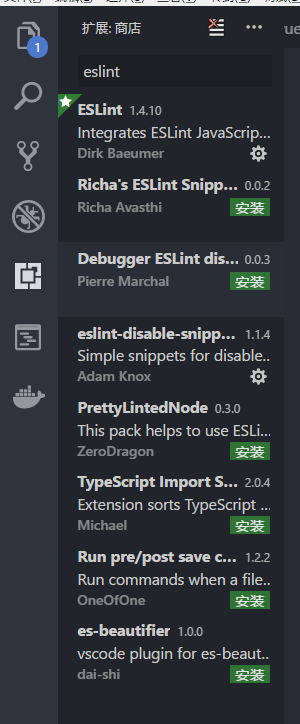 扩展: 商店
1
eslint
ESLint 1.4.10
Integrates ESLint JavaScrip...
Dirk Baeumer
Richa's ESLint Snipp... 0.0.2
Richa Avasthi 安装
Debugger ESLint dis... 0.0.3
Pierre Marchal 安装
eslint-disable-snipp... 1.1.4
Simple snippets for disable...
Adam Knox
PrettyLintedNode 0.3.0
This pack helps to use ESLi...
ZeroDragon 安装
TypeScript Import S... 2.0.4
Extension sorts TypeScript ...
Michael 安装
Run pre/post save c... 1.2.2
Run commands when a file...
OneOfOne 安装
es-beautifier 1.0.0
vscode plugin for es-beaut...
dai-shi 安装